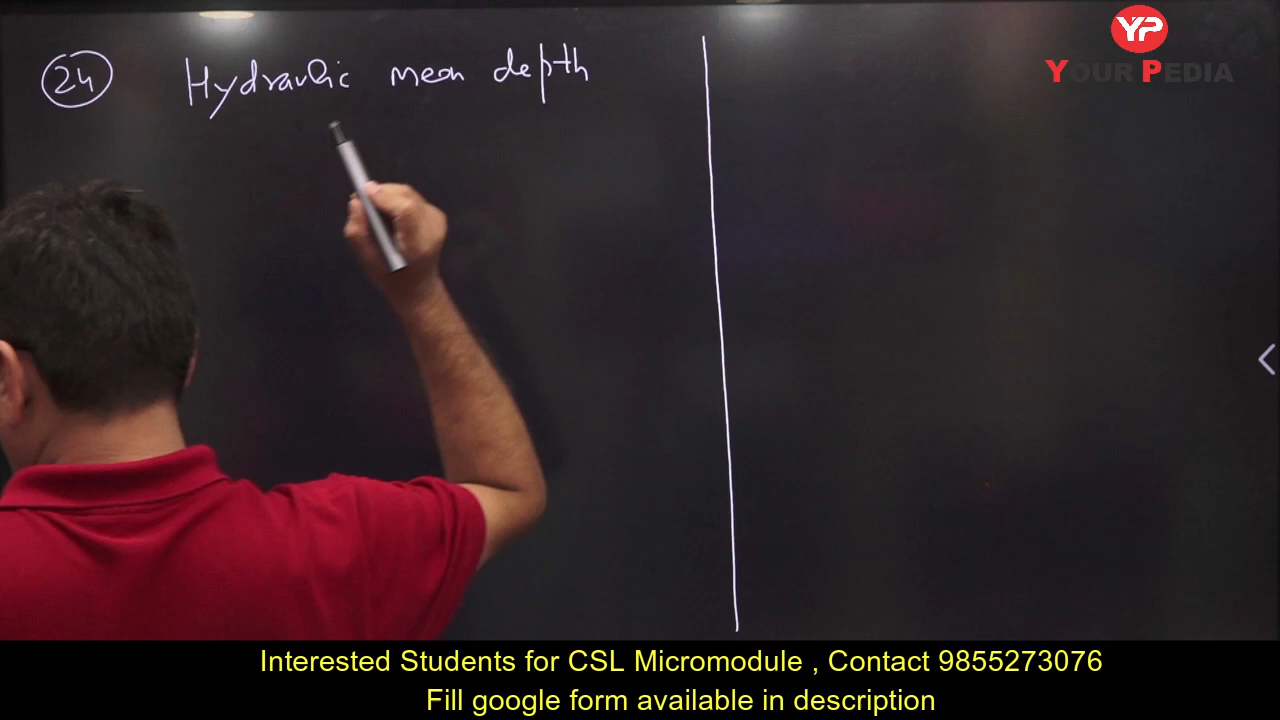 24 Hydraulic mean depth
YP
YOUR PEDIA
Interested Students for CSL Micromodule , Contact 9855273076
Fill google form available in description